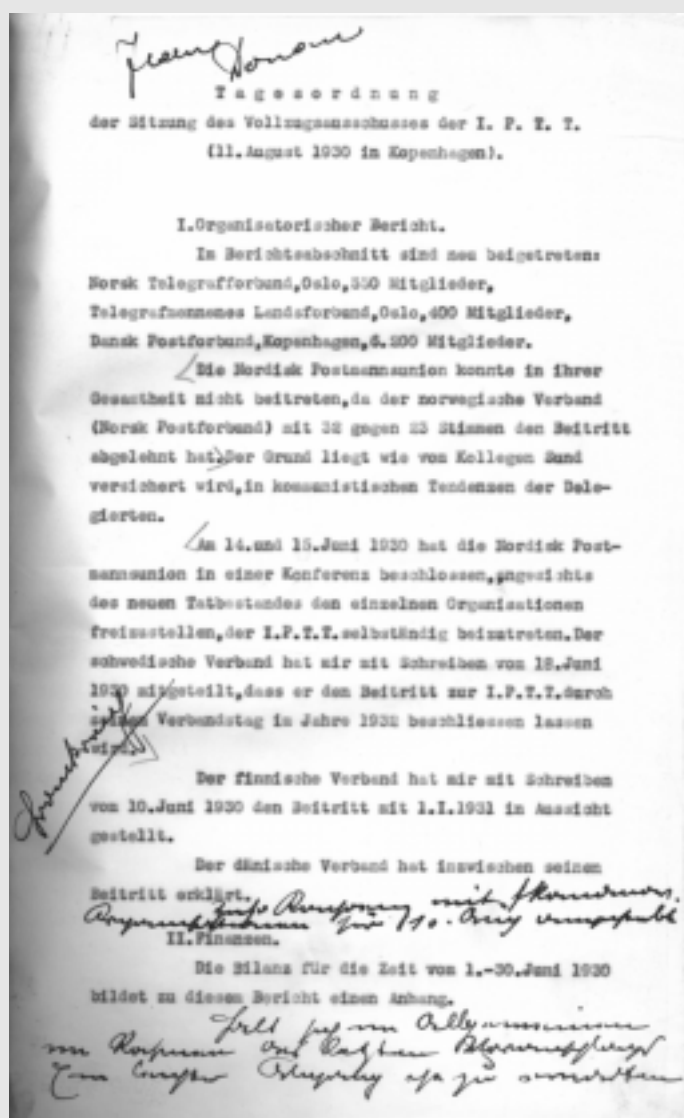 Tagesordnung
der Sitzung des Vollzugsausschusses der I. P. T. T.
(11.August 1930 in Kopenhagen).
I.Organisatorischer Bericht.
Im Berichtsabschnitt sind neu beigetreten:
Norsk Telegrafforbund,Oslo,550 Mitglieder,
Telegrafmennenes Landsforbund,Oslo,400 Mitglieder,
Dansk Postforbund,Kopenhagen, Mitglieder.
Die Nordisk Postmannsunion konnte in ihrer
Gesamtheit nicht beitreten,da der norwegische Verband
(Norsk Postforbund) mit 32 gegen 23 Stimmen den Beitritt
abgelehnt hat.Der Grund liegt wie von Kollegen Sund
versichert wird,in kommunistischen Tendenzen der Dele-
gierten.
Am 14.und 15.Juni 1930 hat die Nordisk Post-
mannsunion in einer Konferenz beschlossen,angesichts
des neuen Tatbestandes den einzelnen Organisationen
freizustellen,der I.P.T.T.selbständig beizutreten.Der
schwedische Verband hat mir mit Schreiben vom 18.Juni
1930 mitgeteilt,dass er den Beitritt zur I.P.T.T.durch
seinen Verbandstag im Jahre 1932 beschliessen lassen
wird.
Der finnische Verband hat mir mit Schreiben
vom 10.Juni 1930 den Beitritt mit 1.I.1931 in Aussicht
gestellt.
Der dänische Verband hat inzwischen seinen
Beitritt erklärt.
mit
für 10. Aug
II.Finanzen.
Die Bilanz für die Zeit vom 1.-30.Juni 1930
bildet zu diesem Bericht einen Anhang.